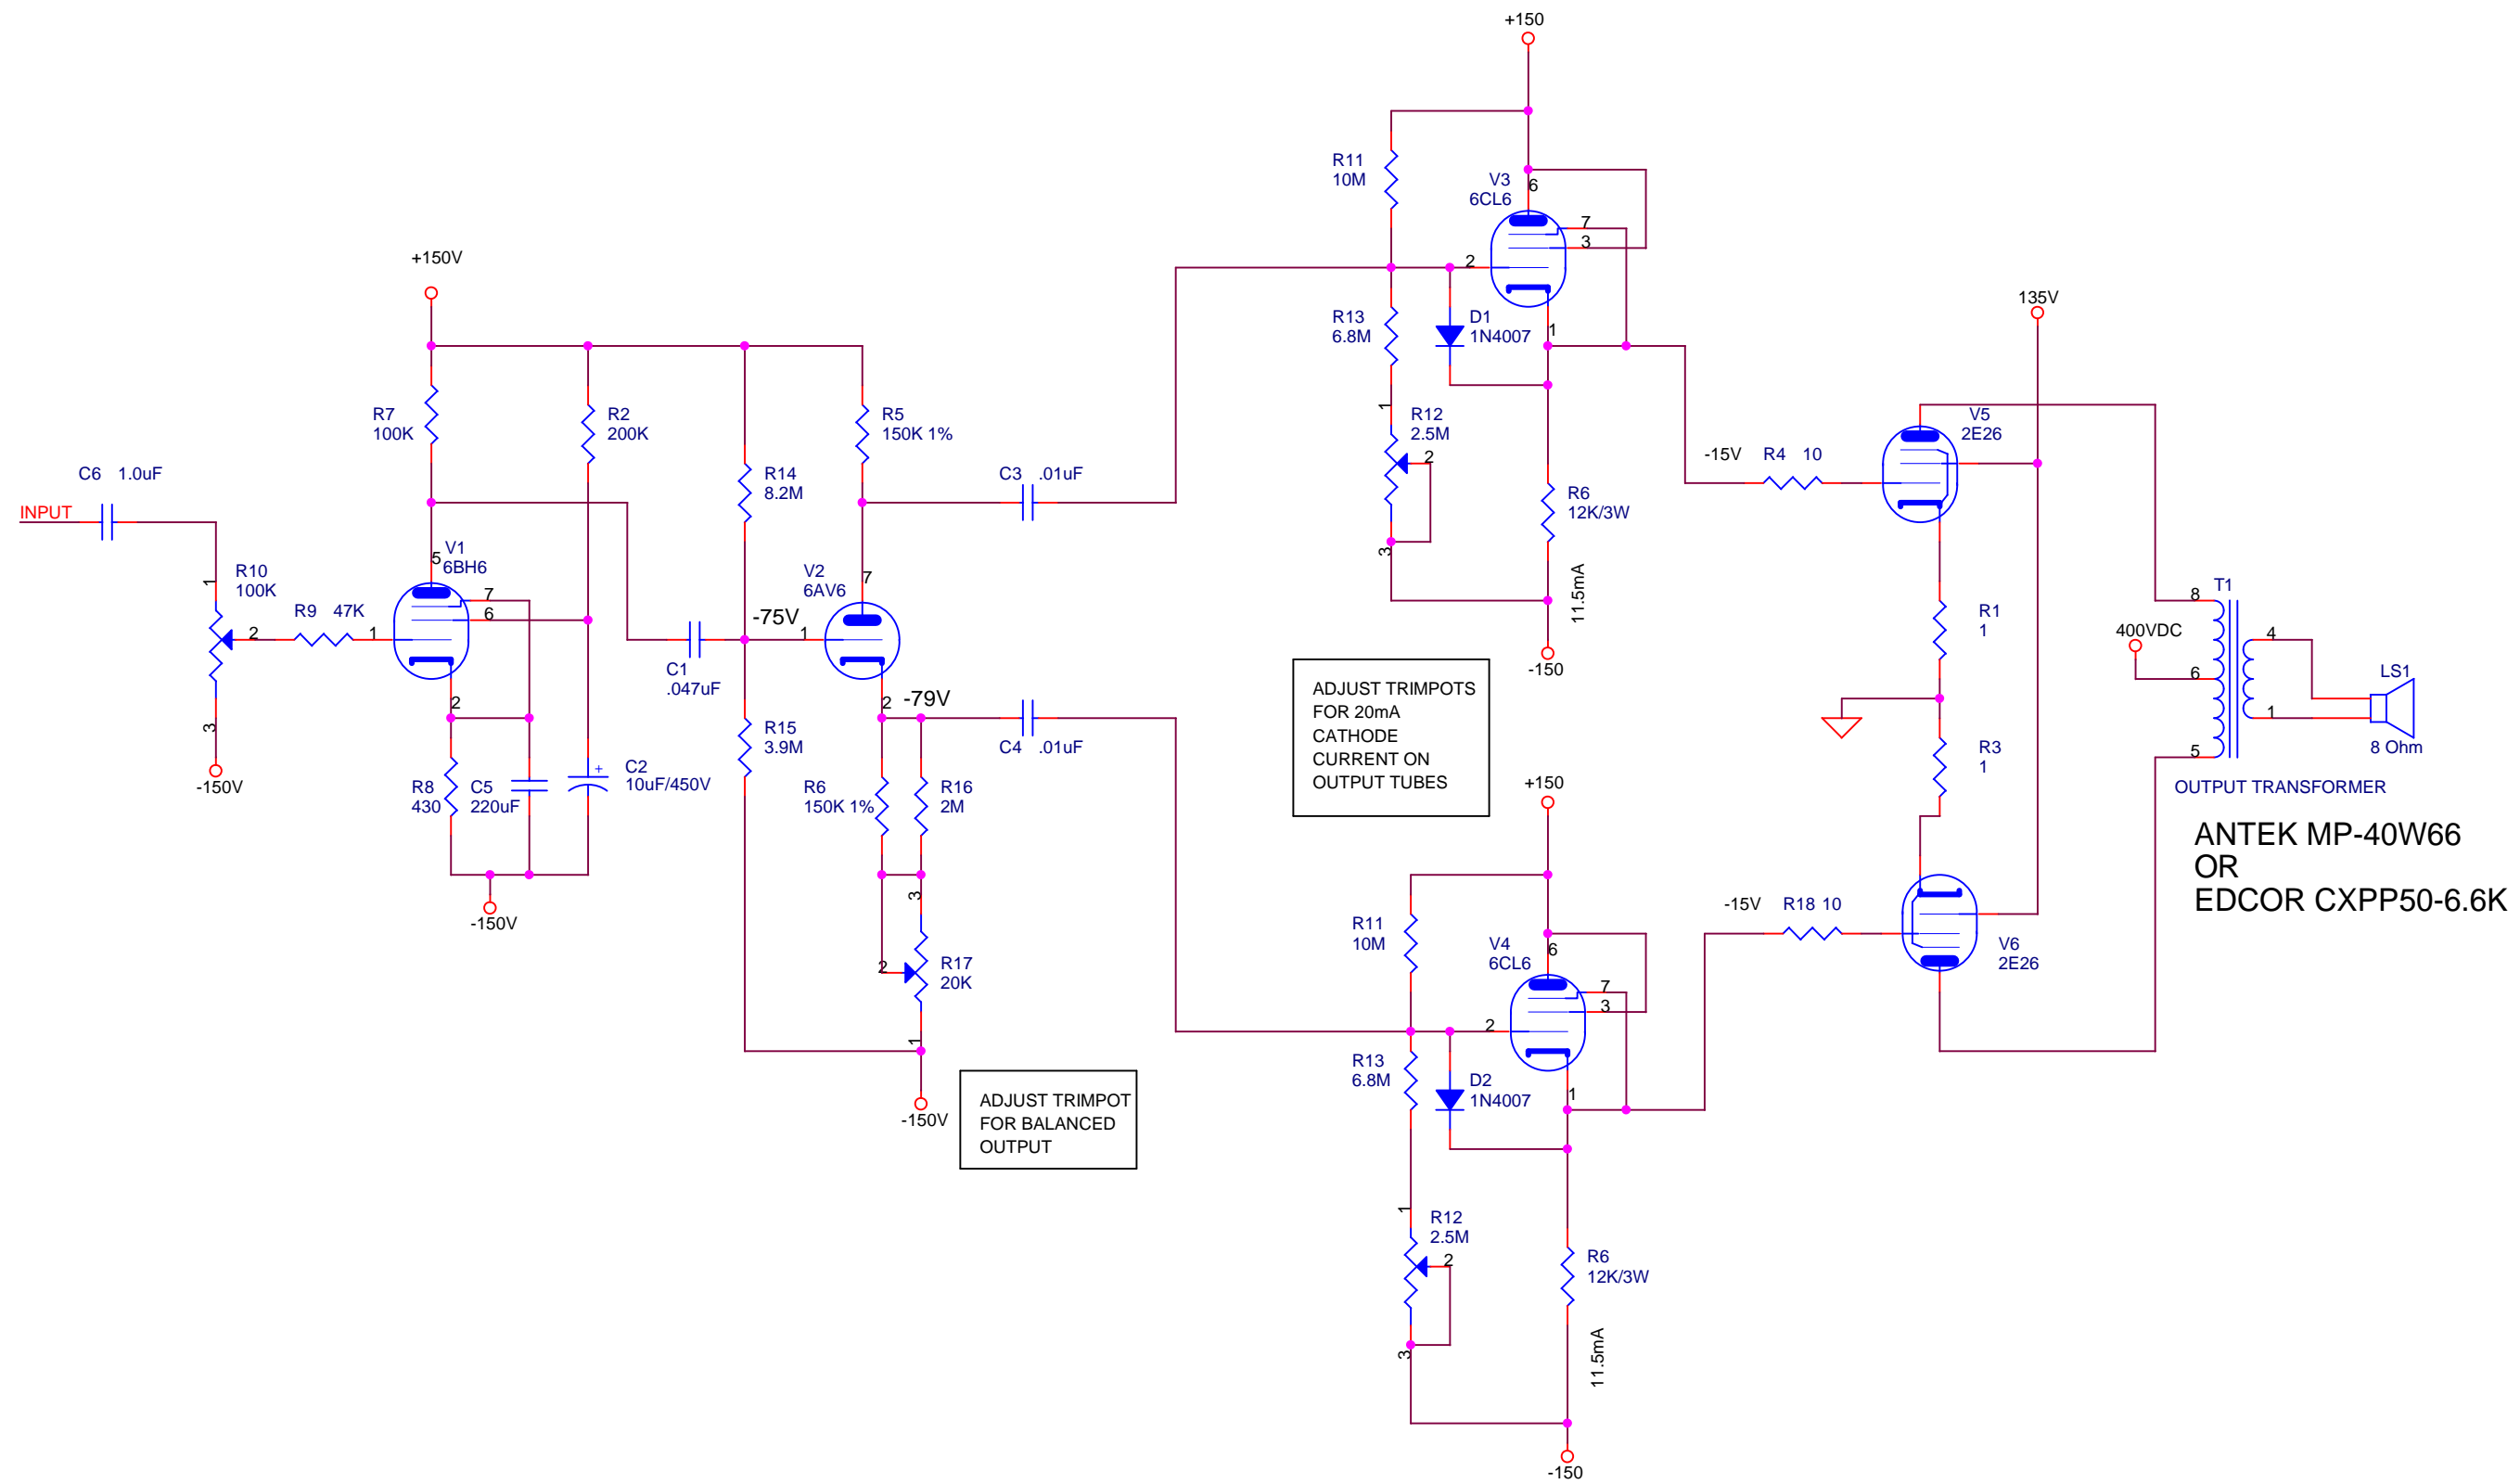 +150
R11
10M
V3
6CL6
6
7
3
2
+150V
135V
R13
6.8M
D1
1N4007
1
R7
100K
R2
200K
R5
150K 1%
1
R12
2.5M
2
V5
2E26
C6 1.0uF
R14
8.2M
C3 .01uF
-15V R4 10
R6
12K/3W
INPUT
3
5
V1
6BH6
V2
6AV6
7
11.5mA
1
R10
100K
R9 47K
7
6
2
1
-75V
1
C1
.047uF
-150
T1
8
R1
1
400VDC
4
6
1
LS1
8 Ohm
5
ADJUST TRIMPOTS
FOR 20mA
CATHODE
CURRENT ON
OUTPUT TUBES
2
-79V
2
3
-150V
R15
3.9M
C4 .01uF
R3
1
R8
430
C5
220uF
+
C2
10uF/450V
R6
150K 1%
R16
2M
+150
OUTPUT TRANSFORMER
ANTEK MP-40W66
OR
EDCOR CXPP50-6.6K
-150V
3
R11
10M
V4
6CL6
6
-15V R18 10
V6
2E26
2
R17
20K
7
3
2
1
R13
6.8M
D2
1N4007
1
-150V
ADJUST TRIMPOT
FOR BALANCED
OUTPUT
1
R12
2.5M
2
R6
12K/3W
3
11.5mA
-150